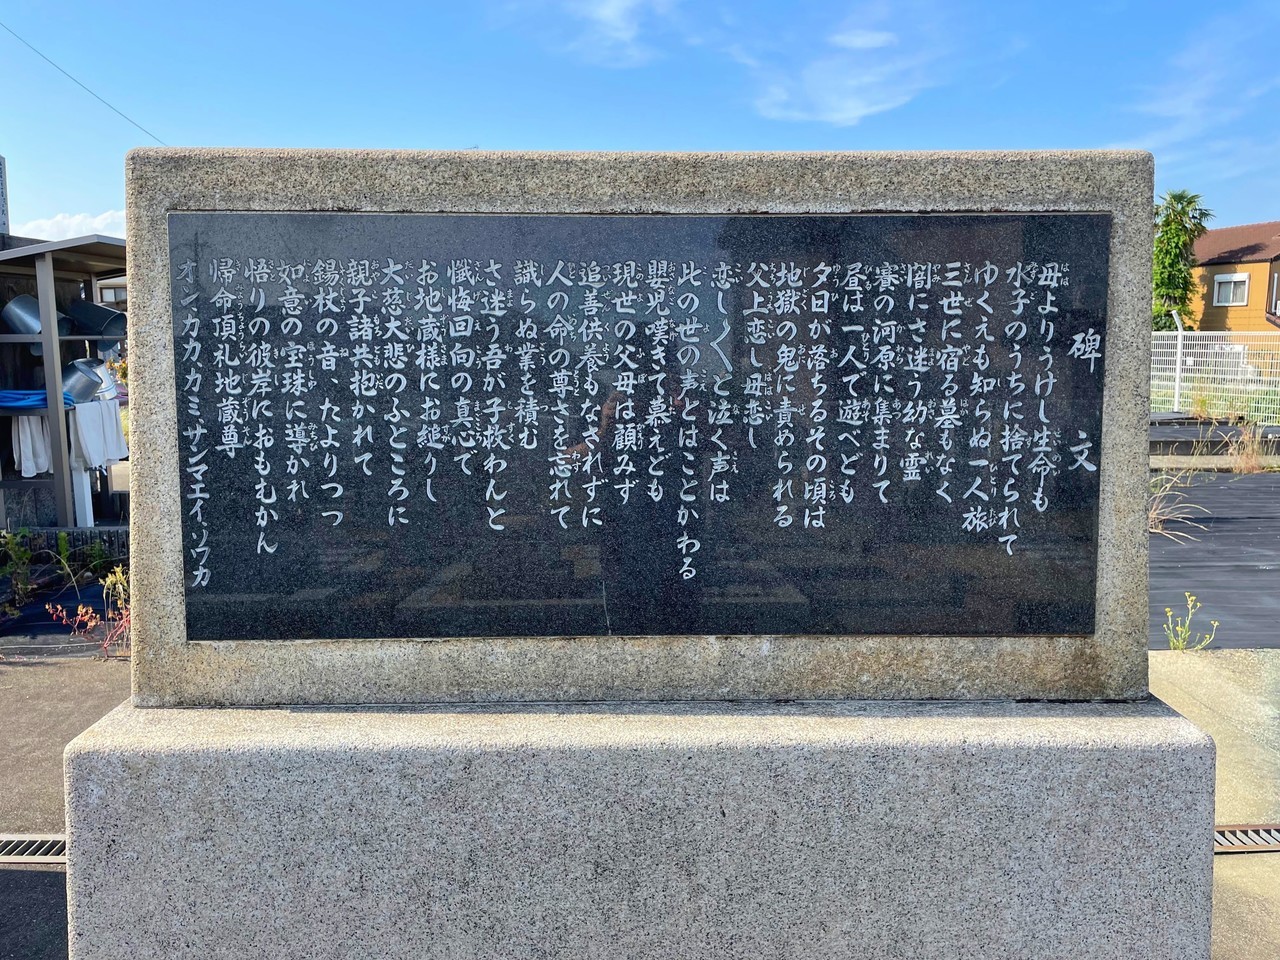 碑文
母よりうけし生命も
水子のうちに捨てられて
ゆくえも知らぬ一人旅
三世に宿る墓もなく
闇にさ迷う幼な霊
賽の河原に集まりて
昼は一人で遊べども
夕日が落ちるその頃は
地獄の鬼に責められる
父上恋し母恋し
恋し〱と泣く声は
此の世の声とはことかわる
嬰児嘆きて慕えども
現世の父母は顧みず
追善供養もなされずに
人の命の尊さを忘れて
識らぬ業を積む
さ迷う吾が子救わんと
懺悔回向の真心で
お地蔵様にお縋りし
大慈大悲のふところに
親子諸共抱かれて
錫杖の音、たよりつつ
如意の宝珠に導かれ
悟りの彼岸におもむかん
帰命頂礼地蔵尊
オンカカカミサンマエイ、ソワカ